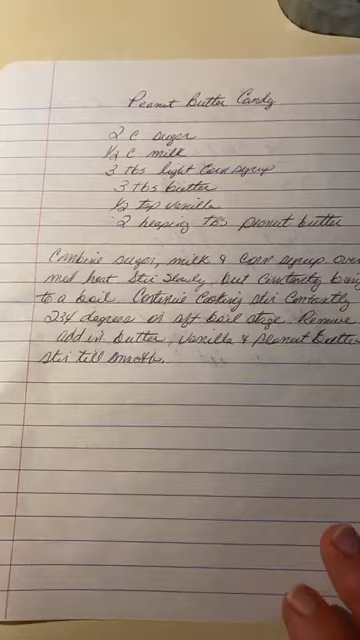 Peanut Butter Candy
2 C sugar
1/2 C milk
3 Tbs light Corn syrup
3 Tbs butter
1/2 tsp vanilla
2 heaping TBS peanut butter
Combine sugar, milk & Corn syrup. over
med heat Stir Slowly, but Constantly bring
to a boil. Continue Cooking stir Constantly
234 degrees or soft boil stage. Remove
add in butter, vanilla & peanut butter
stir till smooth.